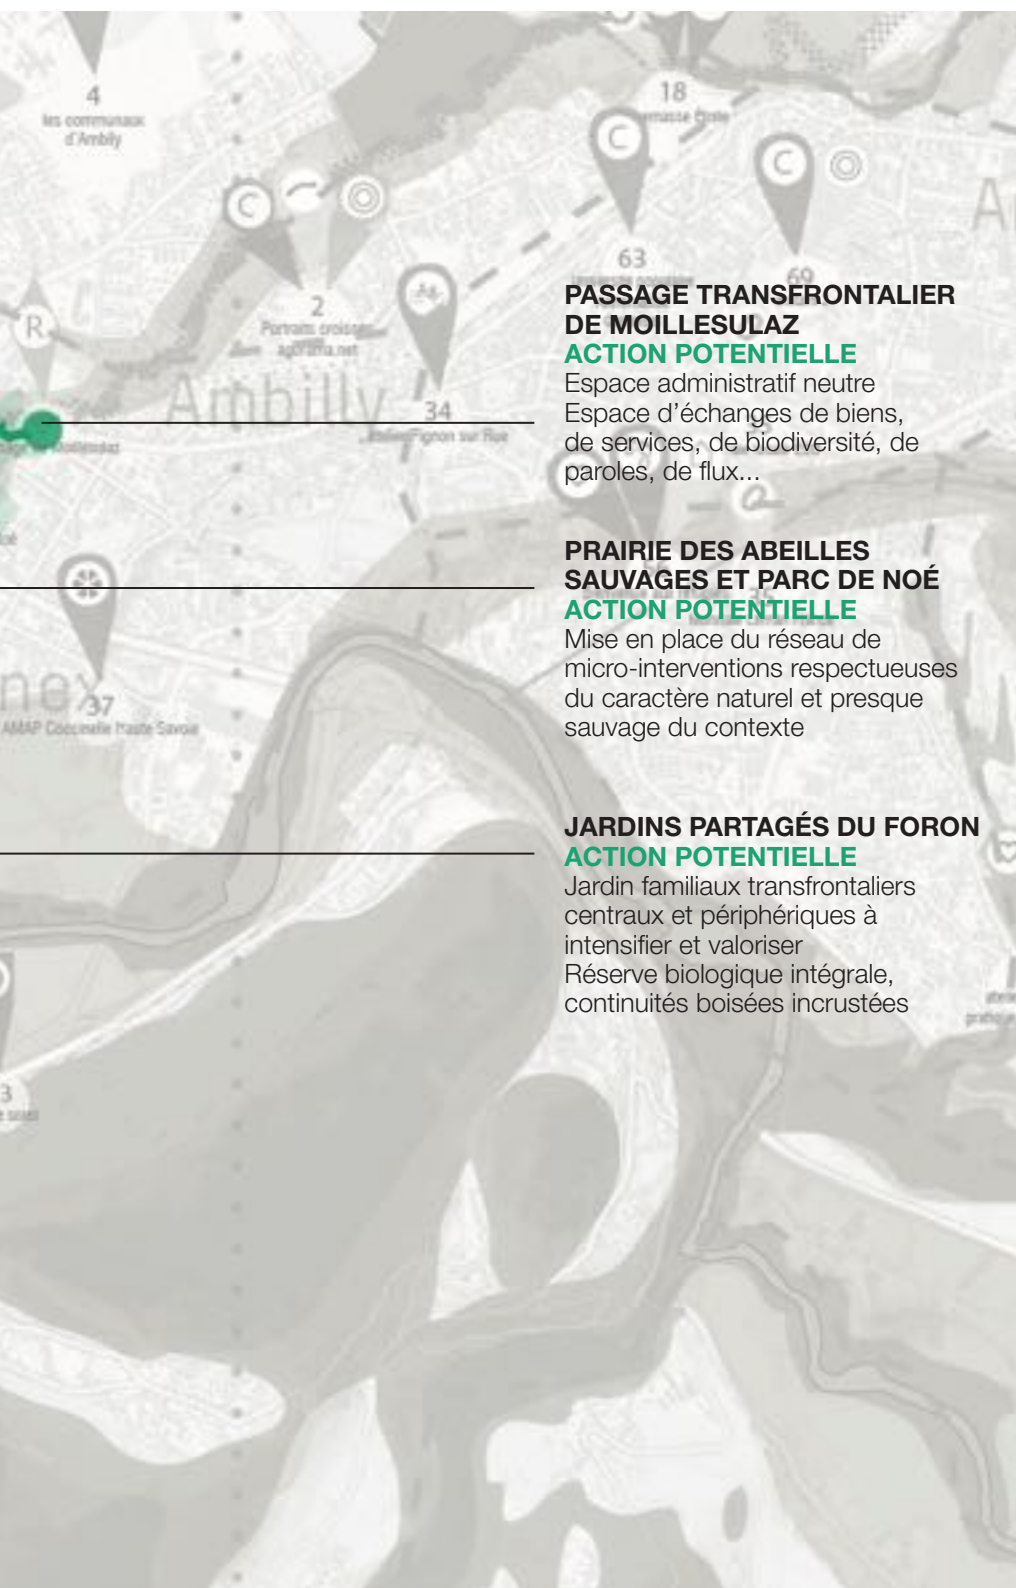 4
les communaux
d'Ambily
18
C
C
C
63
69
2
Portraits croisés
agorama.net
R
Ambilly
34
37
AMAP Coccinelle Haute Savoie
3
PASSAGE TRANSFRONTALIER
DE MOILLESULAZ
ACTION POTENTIELLE
Espace administratif neutre
Espace d'échanges de biens,
de services, de biodiversité, de
paroles, de flux...
PRAIRIE DES ABEILLES
SAUVAGES ET PARC DE NOÉ
ACTION POTENTIELLE
Mise en place du réseau de
micro-interventions respectueuses
du caractère naturel et presque
sauvage du contexte
JARDINS PARTAGÉS DU FORON
ACTION POTENTIELLE
Jardin familiaux transfrontaliers
centraux et périphériques à
intensifier et valoriser
Réserve biologique intégrale,
continuités boisées incrustées